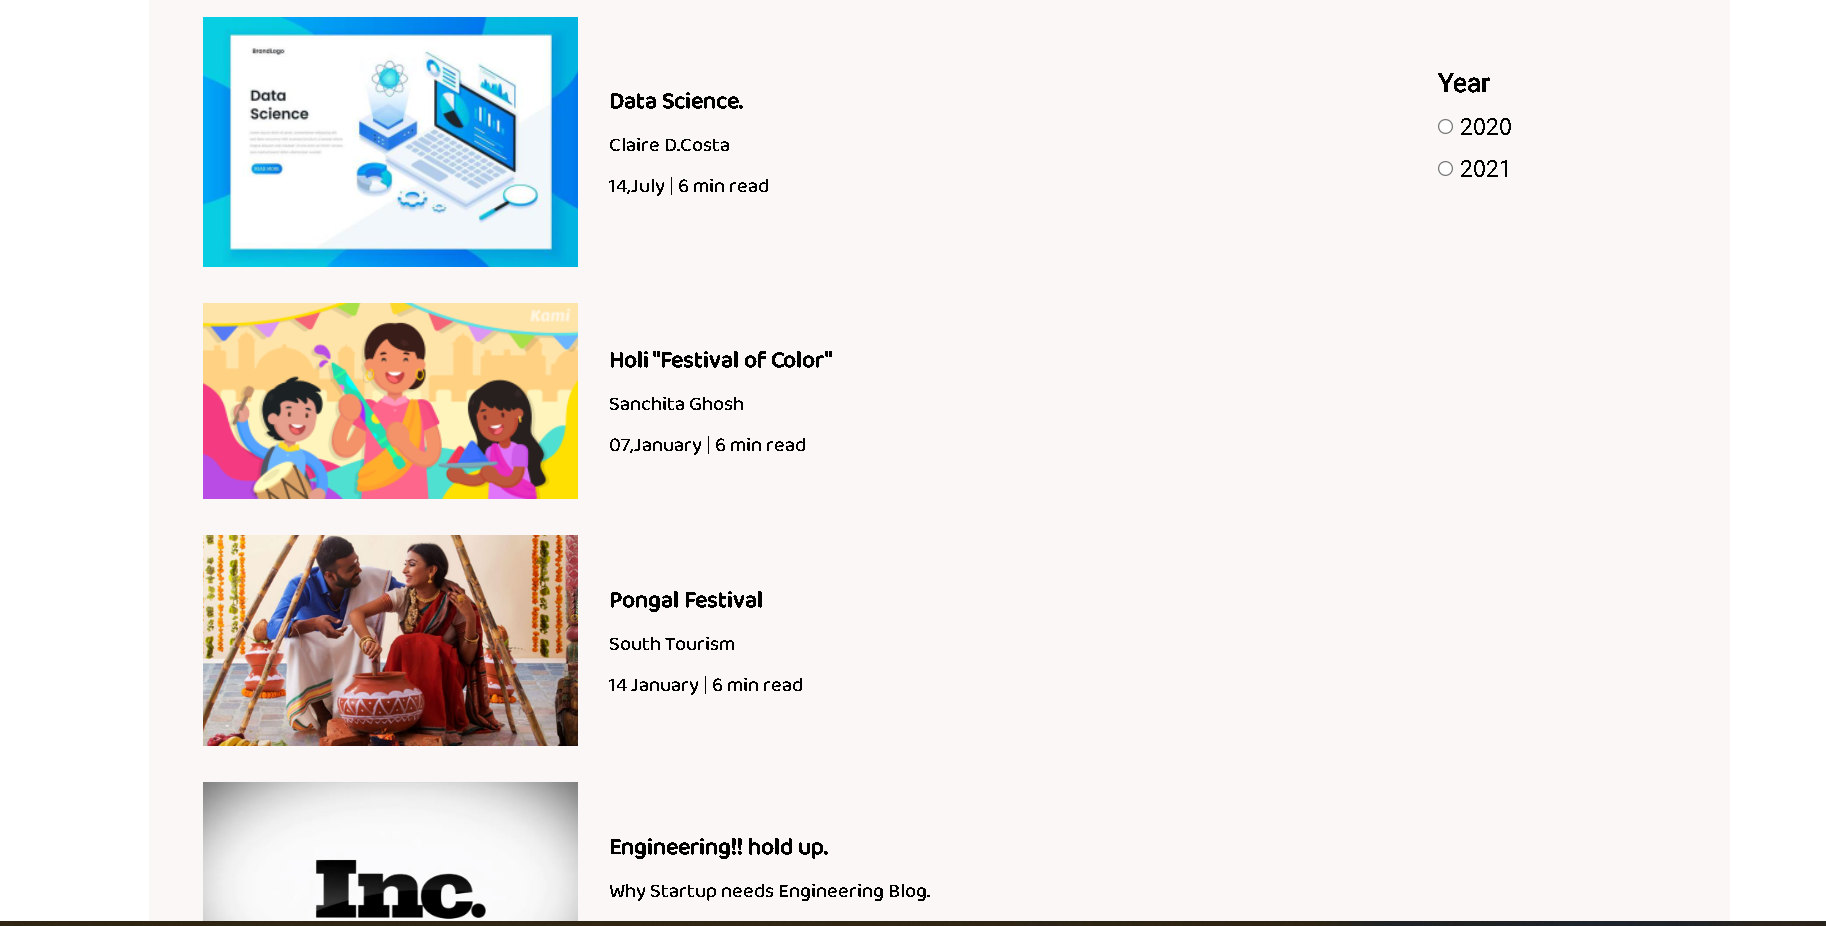 BrandLogo
Data
Science
READ MORE
Data Science.
Claire D.Costa
14,July | 6 min read
Year
2020
2021
Kami
Holi "Festival of Color"
Sanchita Ghosh
07,January | 6 min read
Pongal Festival
South Tourism
14 January | 6 min read
Inc.
Engineering!! hold up.
Why Startup needs Engineering Blog.